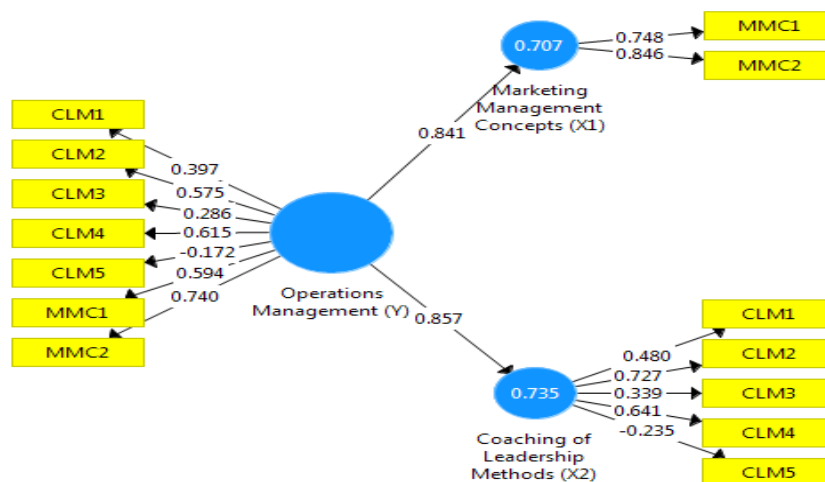 CLM1
CLM2
CLM3
CLM4
CLM5
MMC1
MMC2
0.397
0.575
0.286
0.615
-0.172
0.594
0.740
Operations
Management (Y)
0.841
0.857
0.707
Marketing
Management
Concepts (X1)
0.748
0.846
MMC1
MMC2
0.735
Coaching of
Leadership
Methods (X2)
0.480
0.727
0.339
0.641
-0.235
CLM1
CLM2
CLM3
CLM4
CLM5